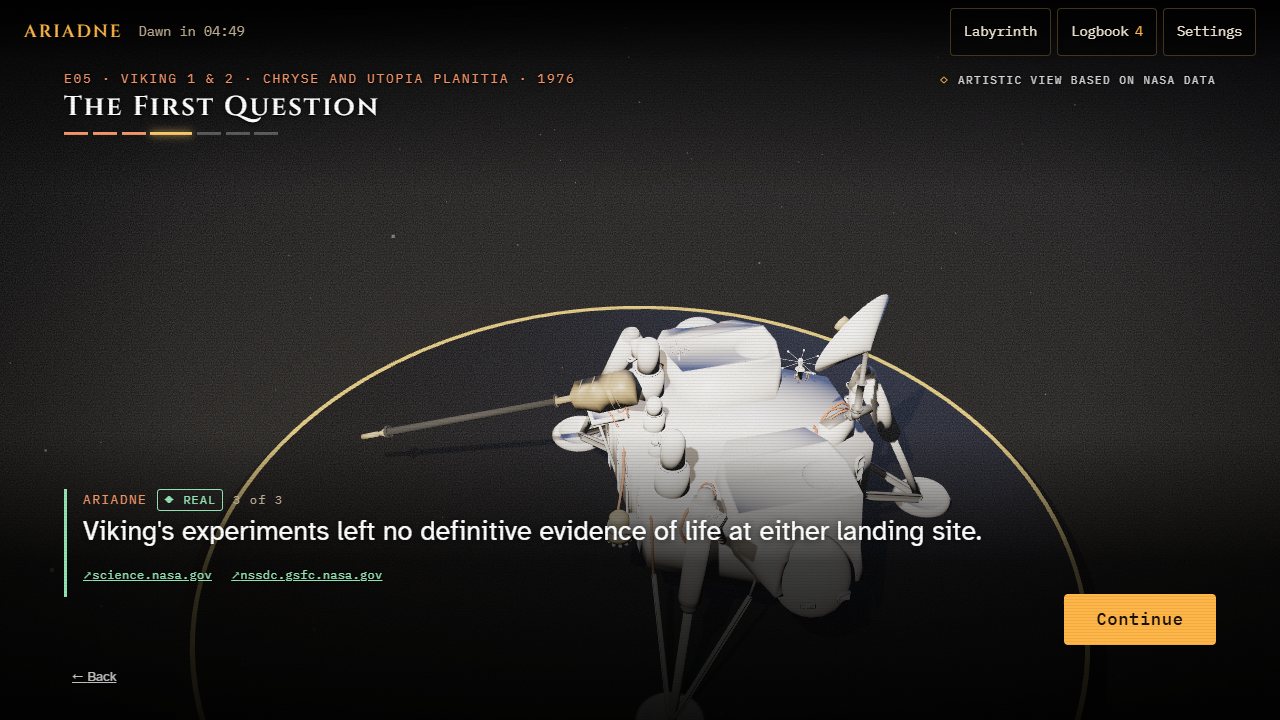 ARIADNE Dawn in 04:49 Labyrinth Logbook 4 Settings
E05 · VIKING 1 & 2 · CHRYSE AND UTOPIA PLANITIA · 1976
◇ ARTISTIC VIEW BASED ON NASA DATA
The First Question
ARIADNE ◆ REAL 3 of 3
Viking's experiments left no definitive evidence of life at either landing site.
↗science.nasa.gov ↗nssdc.gsfc.nasa.gov
Continue
← Back